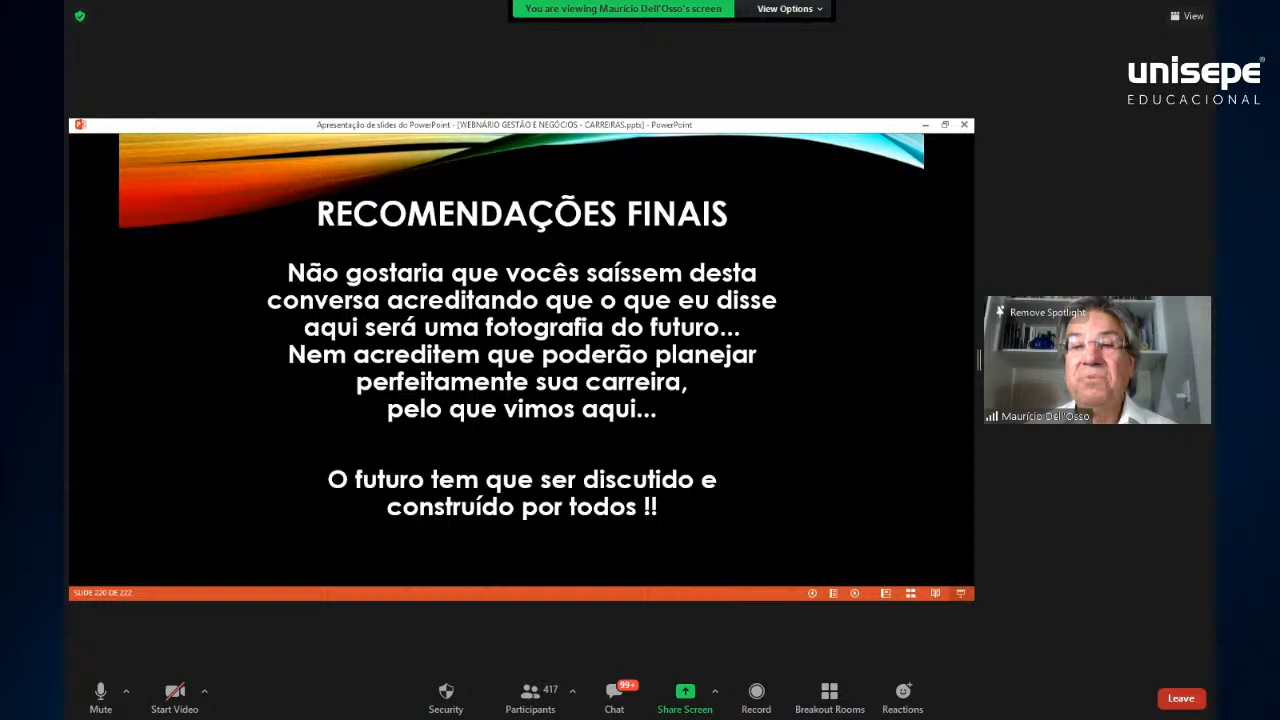 You are viewing Maurício Dell'Osso's screen
View Options
View
unisepe
EDUCACIONAL
Apresentação de slides do PowerPoint - [WEBNÁRIO GESTÃO E NEGÓCIOS - CARREIRAS.pptx] - PowerPoint
RECOMENDAÇÕES FINAIS
Não gostaria que vocês saíssem desta
conversa acreditando que o que eu disse
aqui será uma fotografia do futuro...
Nem acreditem que poderão planejar
perfeitamente sua carreira,
pelo que vimos aqui...
O futuro tem que ser discutido e
construído por todos !!
Remove Spotlight
Maurício Dell'Osso
SLIDE 220 DE 222
417
99+
Mute
Start Video
Security
Participants
Chat
Share Screen
Record
Breakout Rooms
Reactions
Leave